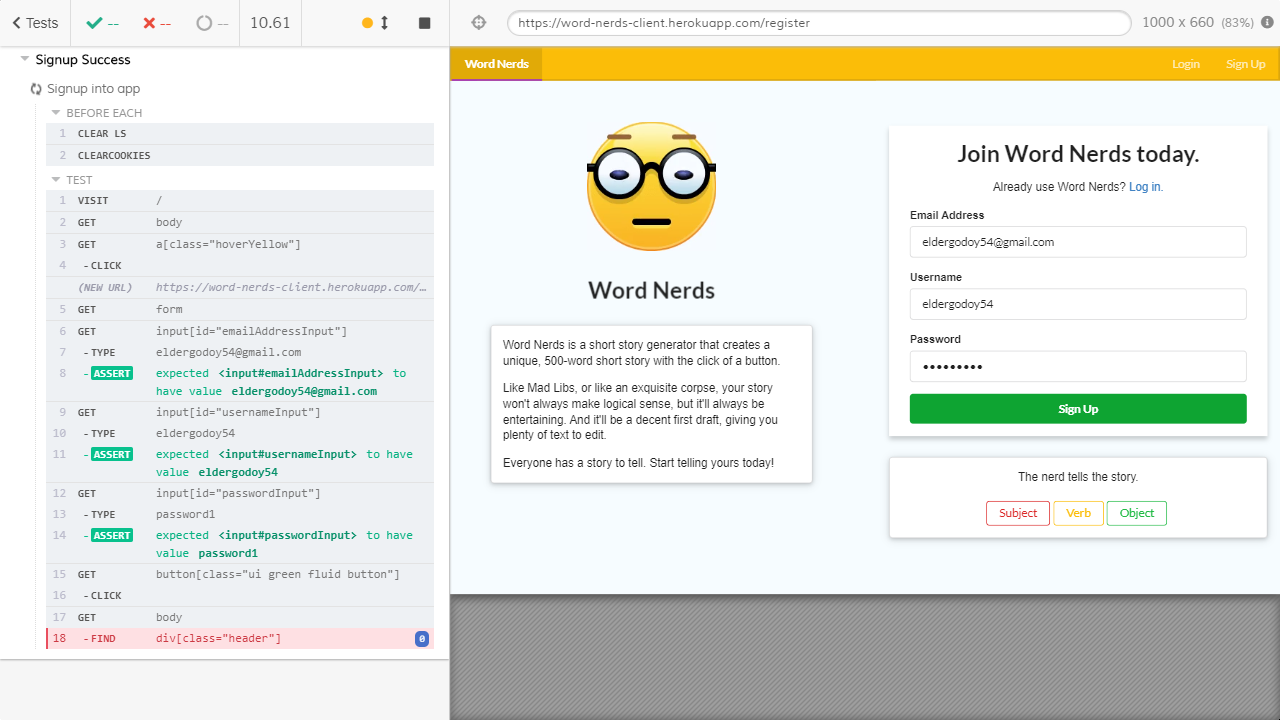 Tests
--
--
--
10.61
https://word-nerds-client.herokuapp.com/register
1000 x 660 (83%)
Signup Success
Signup into app
BEFORE EACH
1 CLEAR LS
2 CLEARCOOKIES
TEST
1 VISIT /
2 GET body
3 GET a[class="hoverYellow"]
4 - CLICK
(NEW URL) https://word-nerds-client.herokuapp.com/…
5 GET form
6 GET input[id="emailAddressInput"]
7 - TYPE eldergodoy54@gmail.com
8 - ASSERT expected <input#emailAddressInput> to
have value eldergodoy54@gmail.com
9 GET input[id="usernameInput"]
10 - TYPE eldergodoy54
11 - ASSERT expected <input#usernameInput> to have
value eldergodoy54
12 GET input[id="passwordInput"]
13 - TYPE password1
14 - ASSERT expected <input#passwordInput> to have
value password1
15 GET button[class="ui green fluid button"]
16 - CLICK
17 GET body
18 - FIND div[class="header"] 0
Word Nerds
Login
Sign Up
Word Nerds
Word Nerds is a short story generator that creates a
unique, 500-word short story with the click of a button.
Like Mad Libs, or like an exquisite corpse, your story
won't always make logical sense, but it'll always be
entertaining. And it'll be a decent first draft, giving you
plenty of text to edit.
Everyone has a story to tell. Start telling yours today!
Join Word Nerds today.
Already use Word Nerds? Log in.
Email Address
eldergodoy54@gmail.com
Username
eldergodoy54
Password
•••••••••
Sign Up
The nerd tells the story.
Subject
Verb
Object